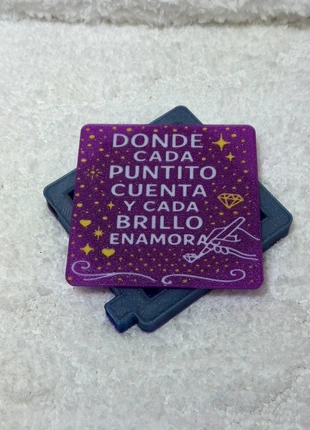 DONDE
CADA
PUNTITO
CUENTA
Y CADA
BRILLO
ENAMORA